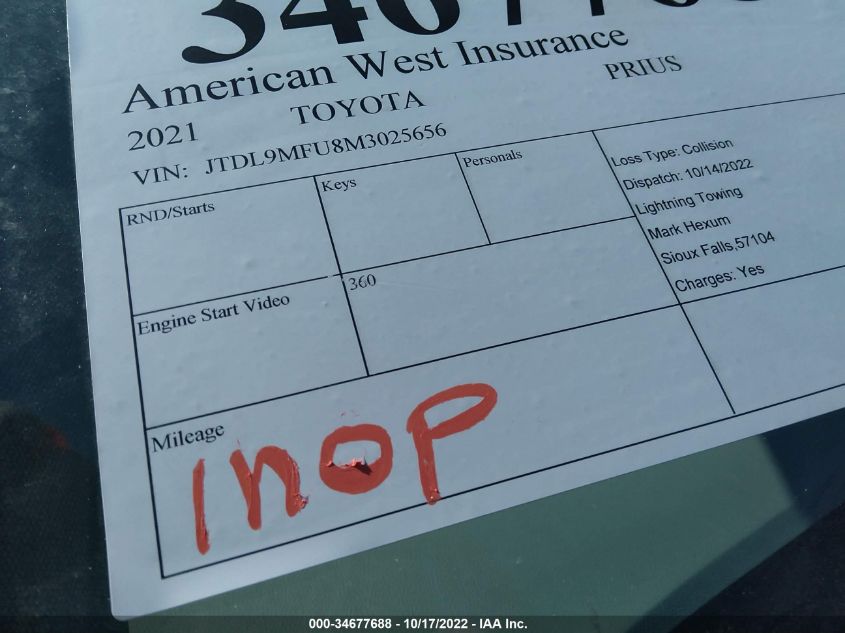 American West Insurance
2021 TOYOTA PRIUS
VIN: JTDL9MFU8M3025656
RND/Starts
Keys
Personals
Loss Type: Collision
Dispatch: 10/14/2022
Lightning Towing
Mark Hexum
Sioux Falls,57104
Charges: Yes
Engine Start Video
360
Mileage
INOP
000-34677688 - 10/17/2022 - IAA Inc.